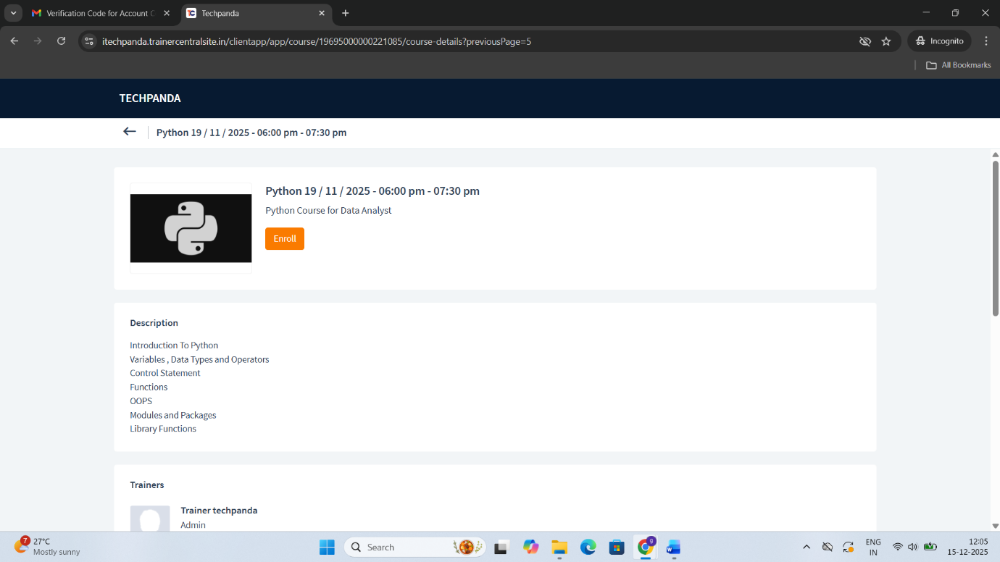 Verification Code for Account
Techpanda
itechpanda.trainercentralsite.in/clientapp/app/course/19695000000221085/course-details?previousPage=5
Incognito
All Bookmarks
TECHPANDA
Python 19 / 11 / 2025 - 06:00 pm - 07:30 pm
Python 19 / 11 / 2025 - 06:00 pm - 07:30 pm
Python Course for Data Analyst
Enroll
Description
Introduction To Python
Variables , Data Types and Operators
Control Statement
Functions
OOPS
Modules and Packages
Library Functions
Trainers
Trainer techpanda
Admin
7
27°C
Mostly sunny
Search
g
W
ENG
IN
12:05
15-12-2025